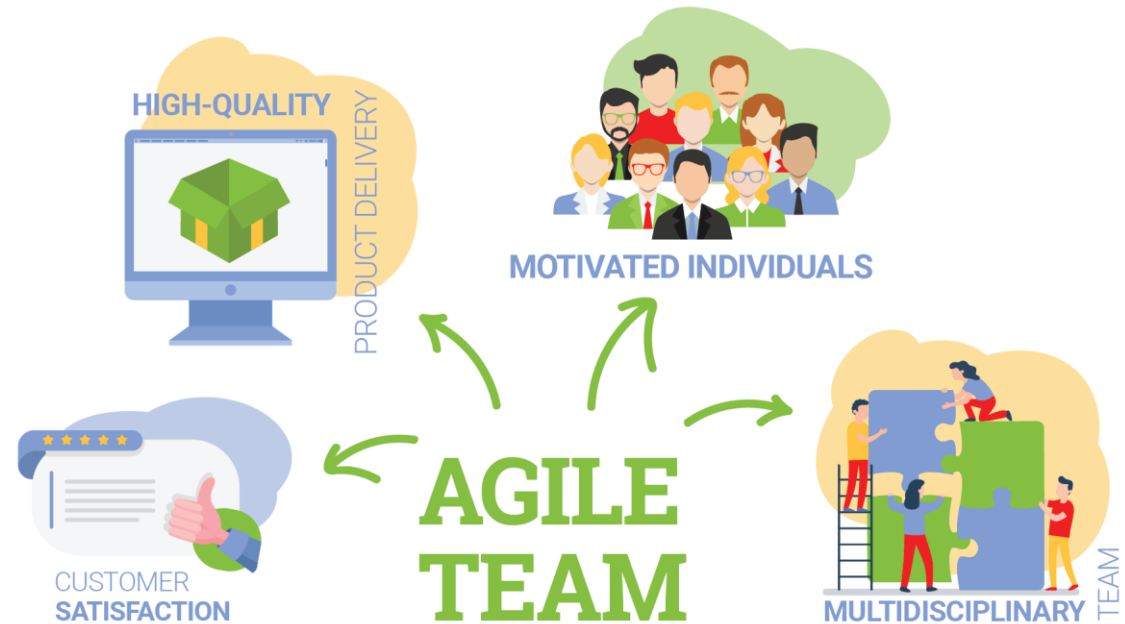 HIGH-QUALITY
PRODUCT DELIVERY
MOTIVATED INDIVIDUALS
CUSTOMER
SATISFACTION
AGILE
TEAM
MULTIDISCIPLINARY
TEAM